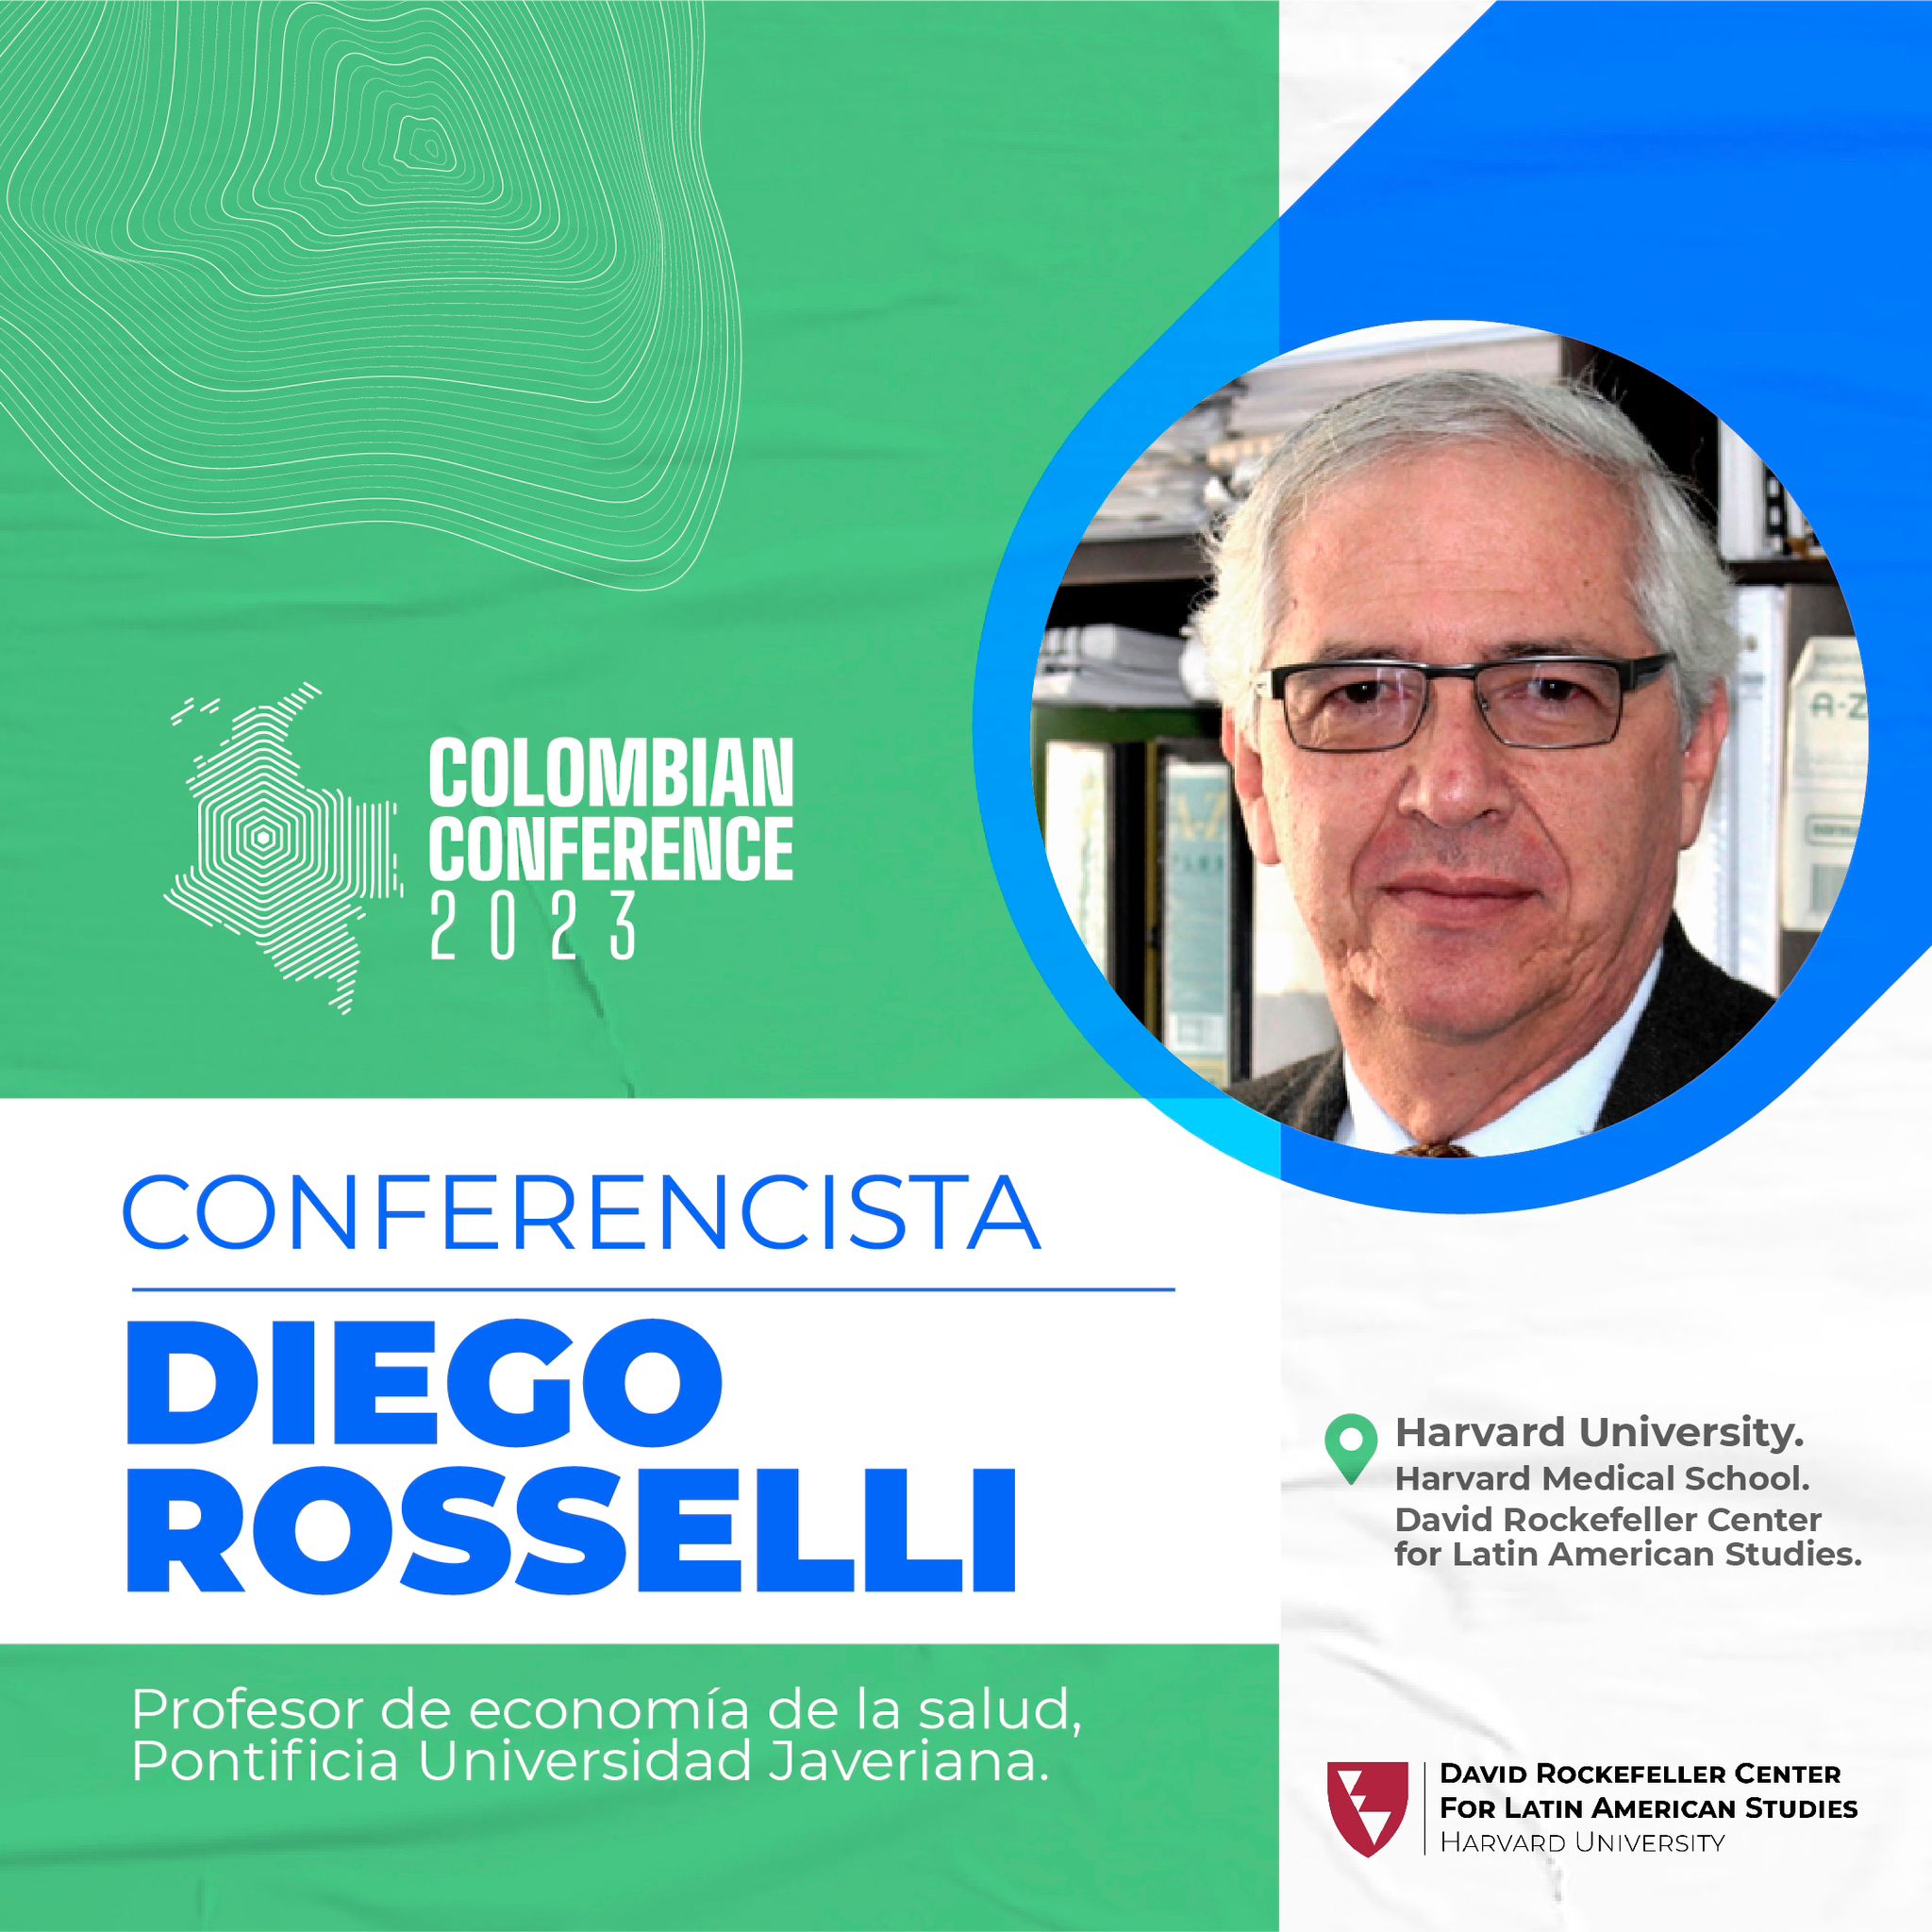 COLOMBIAN
CONFERENCE
2023
A-Z
CONFERENCISTA
DIEGO
ROSSELLI
Profesor de economía de la salud,
Pontificia Universidad Javeriana.
Harvard University.
Harvard Medical School.
David Rockefeller Center
for Latin American Studies.
DAVID ROCKEFELLER CENTER
FOR LATIN AMERICAN STUDIES
HARVARD UNIVERSITY